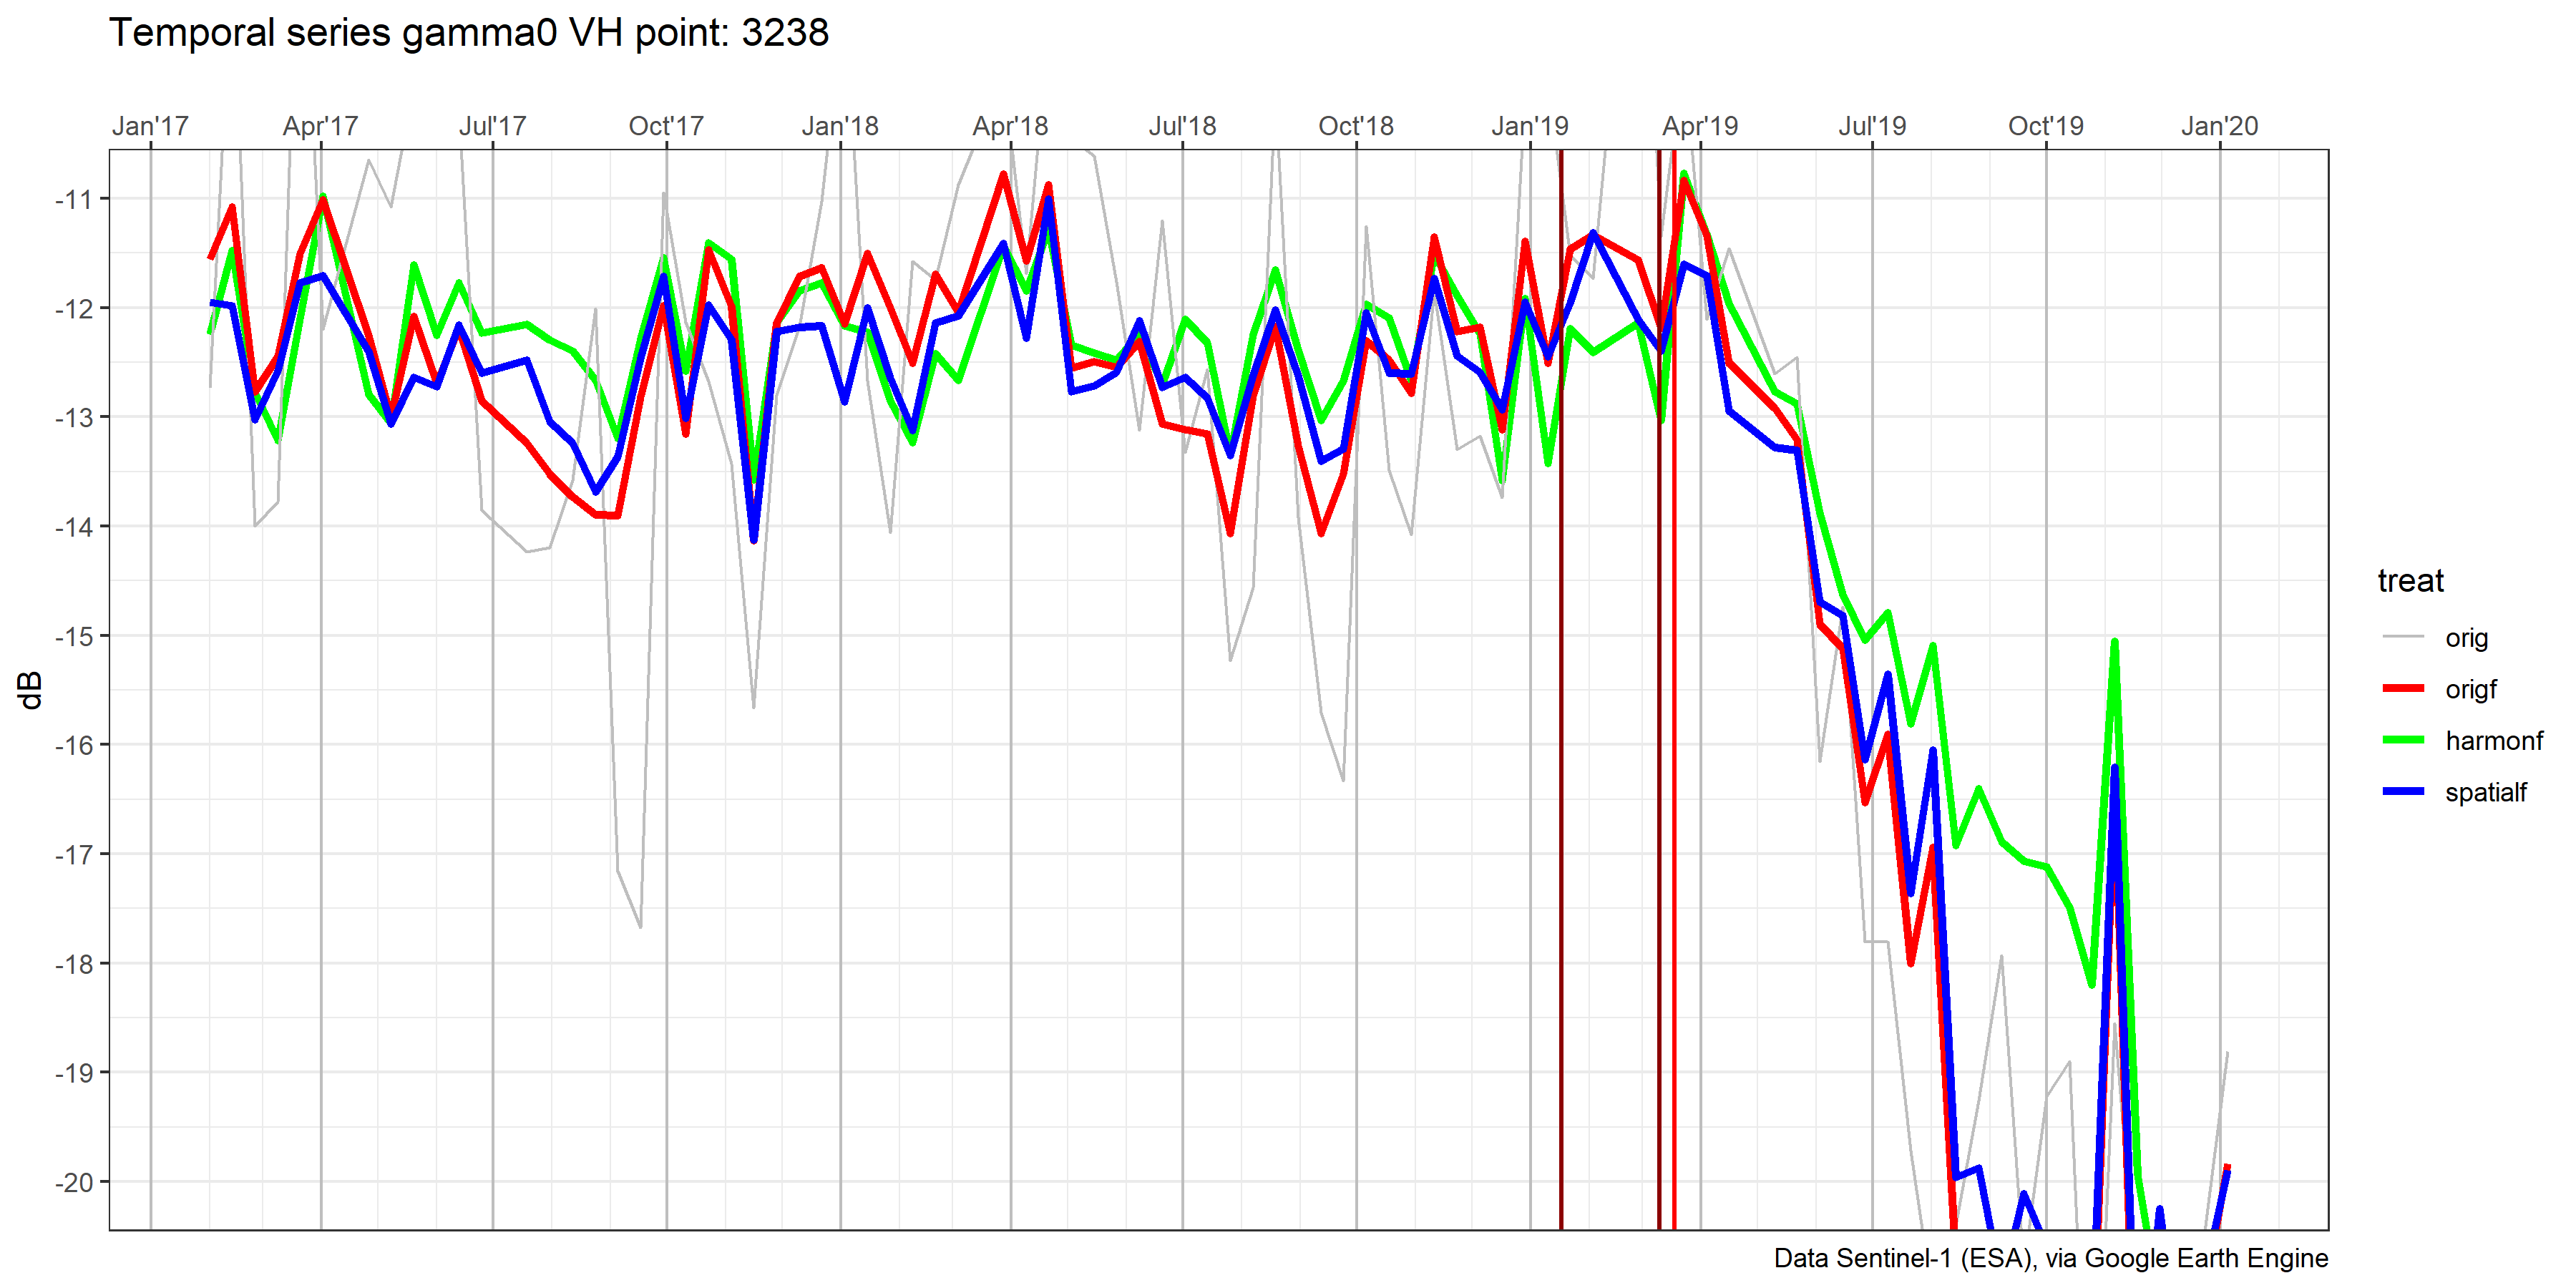 Temporal series gamma0 VH point: 3238
Jan'17 Apr'17 Jul'17 Oct'17 Jan'18 Apr'18 Jul'18 Oct'18 Jan'19 Apr'19 Jul'19 Oct'19 Jan'20
-11
-12
-13
-14
-15
-16
-17
-18
-19
-20
dB
treat
orig
origf
harmonf
spatialf
Data Sentinel-1 (ESA), via Google Earth Engine